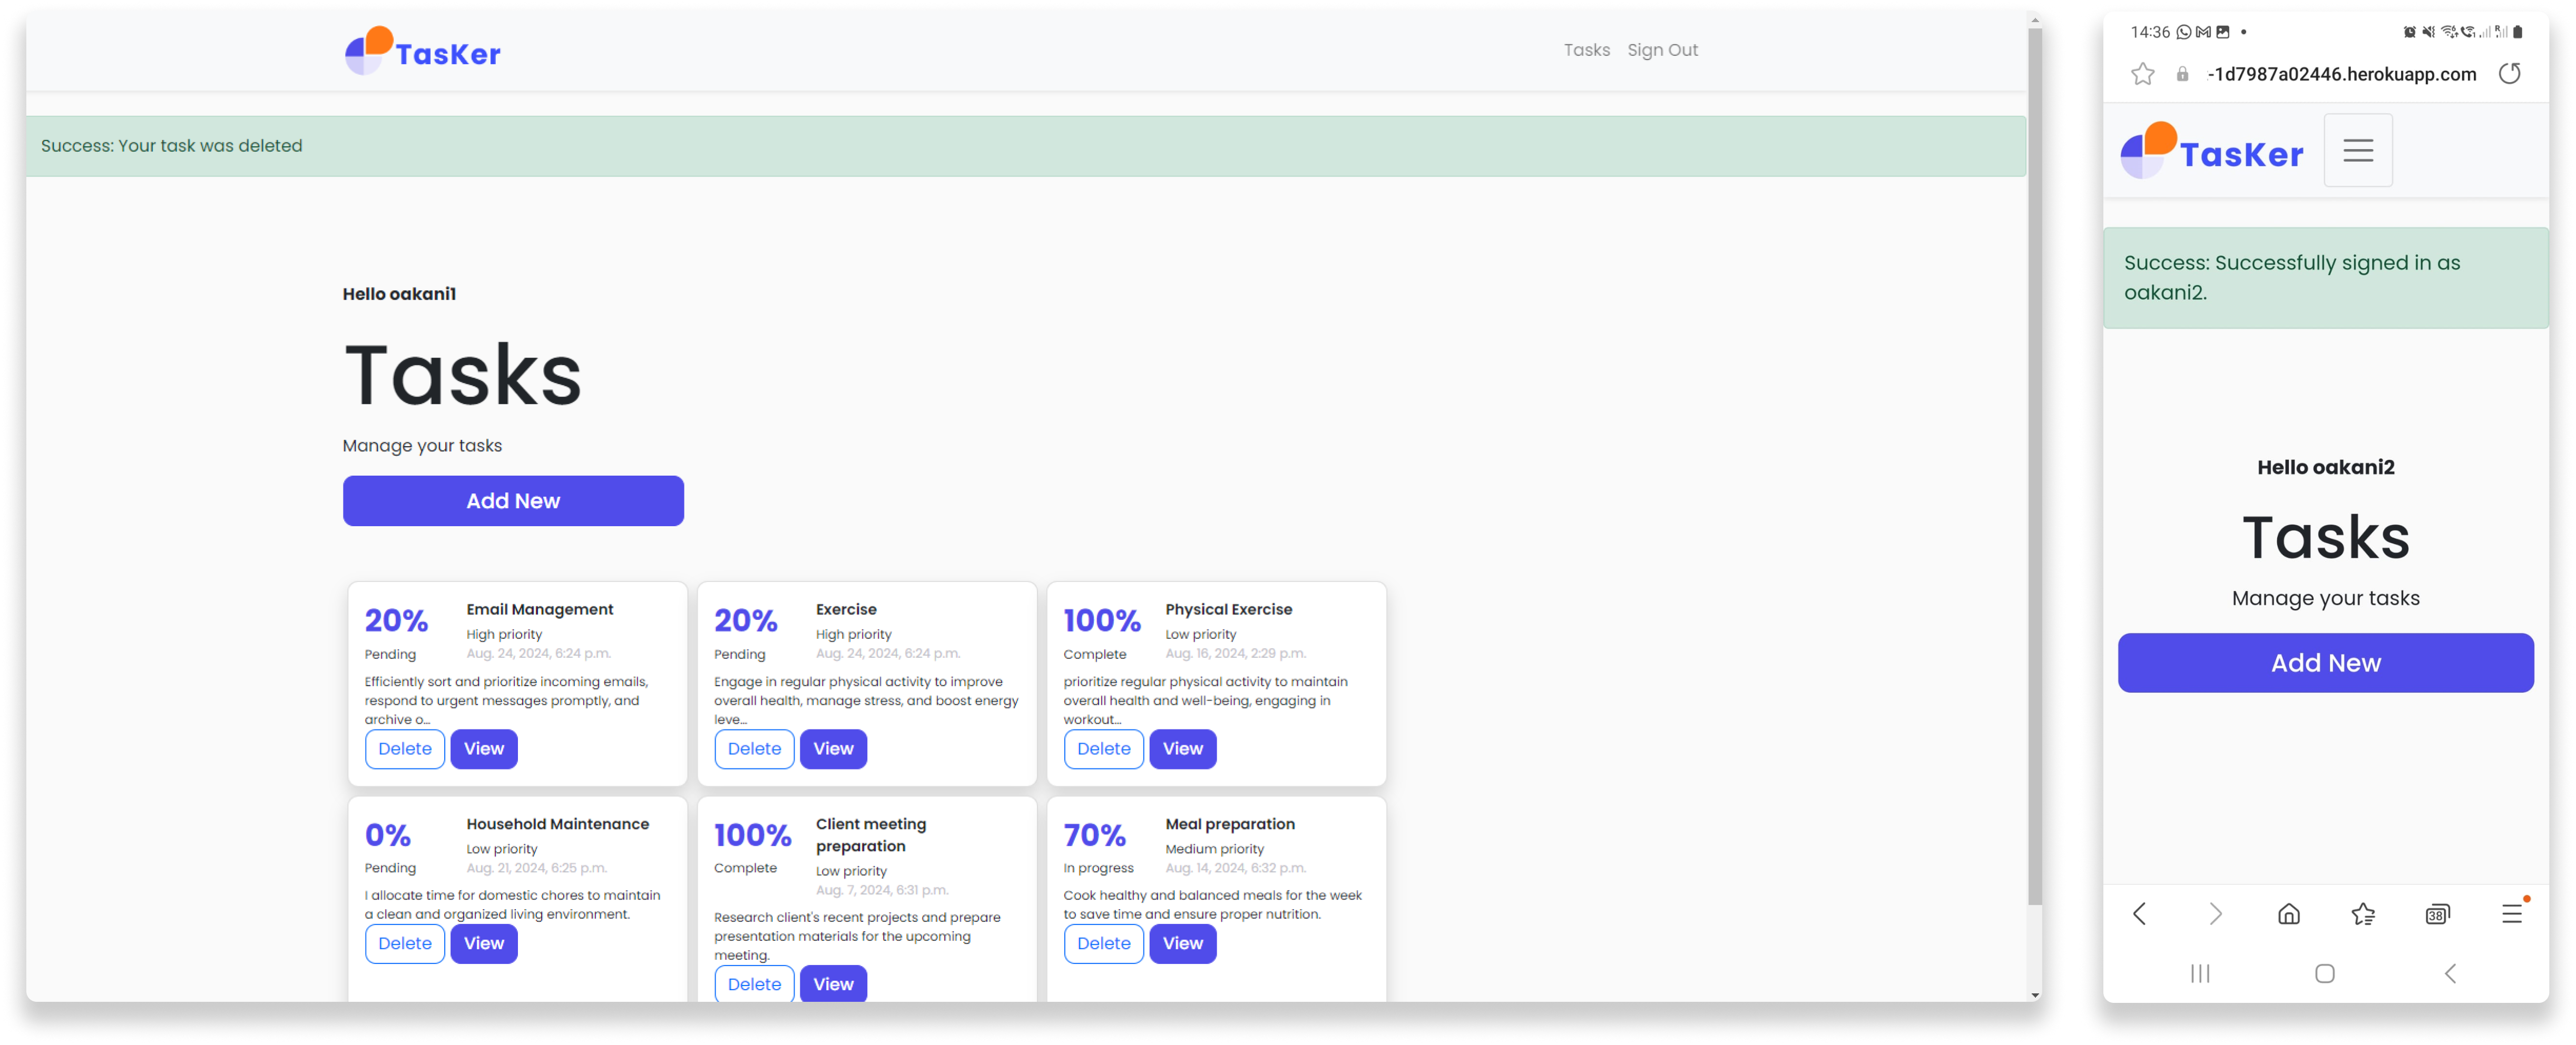 TasKer
Tasks Sign Out
Success: Your task was deleted
Hello oakani1
Tasks
Manage your tasks
Add New
20%
Pending
Email Management
High priority
Aug. 24, 2024, 6:24 p.m.
Efficiently sort and prioritize incoming emails,
respond to urgent messages promptly, and
archive o…
Delete View
20%
Pending
Exercise
High priority
Aug. 24, 2024, 6:24 p.m.
Engage in regular physical activity to improve
overall health, manage stress, and boost energy
leve…
Delete View
100%
Complete
Physical Exercise
Low priority
Aug. 16, 2024, 2:29 p.m.
prioritize regular physical activity to maintain
overall health and well-being, engaging in
workout…
Delete View
0%
Pending
Household Maintenance
Low priority
Aug. 21, 2024, 6:25 p.m.
I allocate time for domestic chores to maintain
a clean and organized living environment.
Delete View
100%
Complete
Client meeting
preparation
Low priority
Aug. 7, 2024, 6:31 p.m.
Research client's recent projects and prepare
presentation materials for the upcoming
meeting.
Delete View
70%
In progress
Meal preparation
Medium priority
Aug. 14, 2024, 6:32 p.m.
Cook healthy and balanced meals for the week
to save time and ensure proper nutrition.
Delete View
14:36
-1d7987a02446.herokuapp.com
TasKer
Success: Successfully signed in as
oakani2.
Hello oakani2
Tasks
Manage your tasks
Add New
38